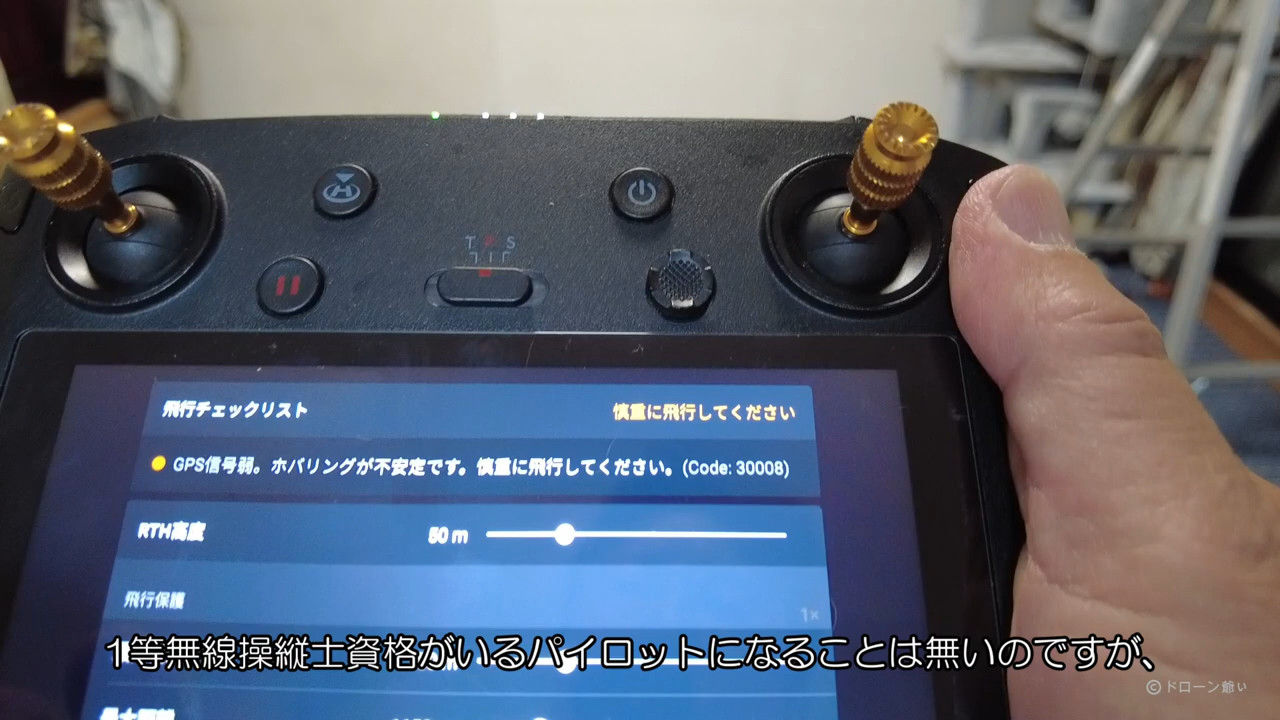 T P S
飛行チェックリスト 慎重に飛行してください
GPS信号弱。ホバリングが不安定です。慎重に飛行してください。(Code: 30008)
RTH高度 50 m
飛行保護
1×
1等無線操縦士資格がいるパイロットになることは無いのですが、
©ドローン爺ぃ